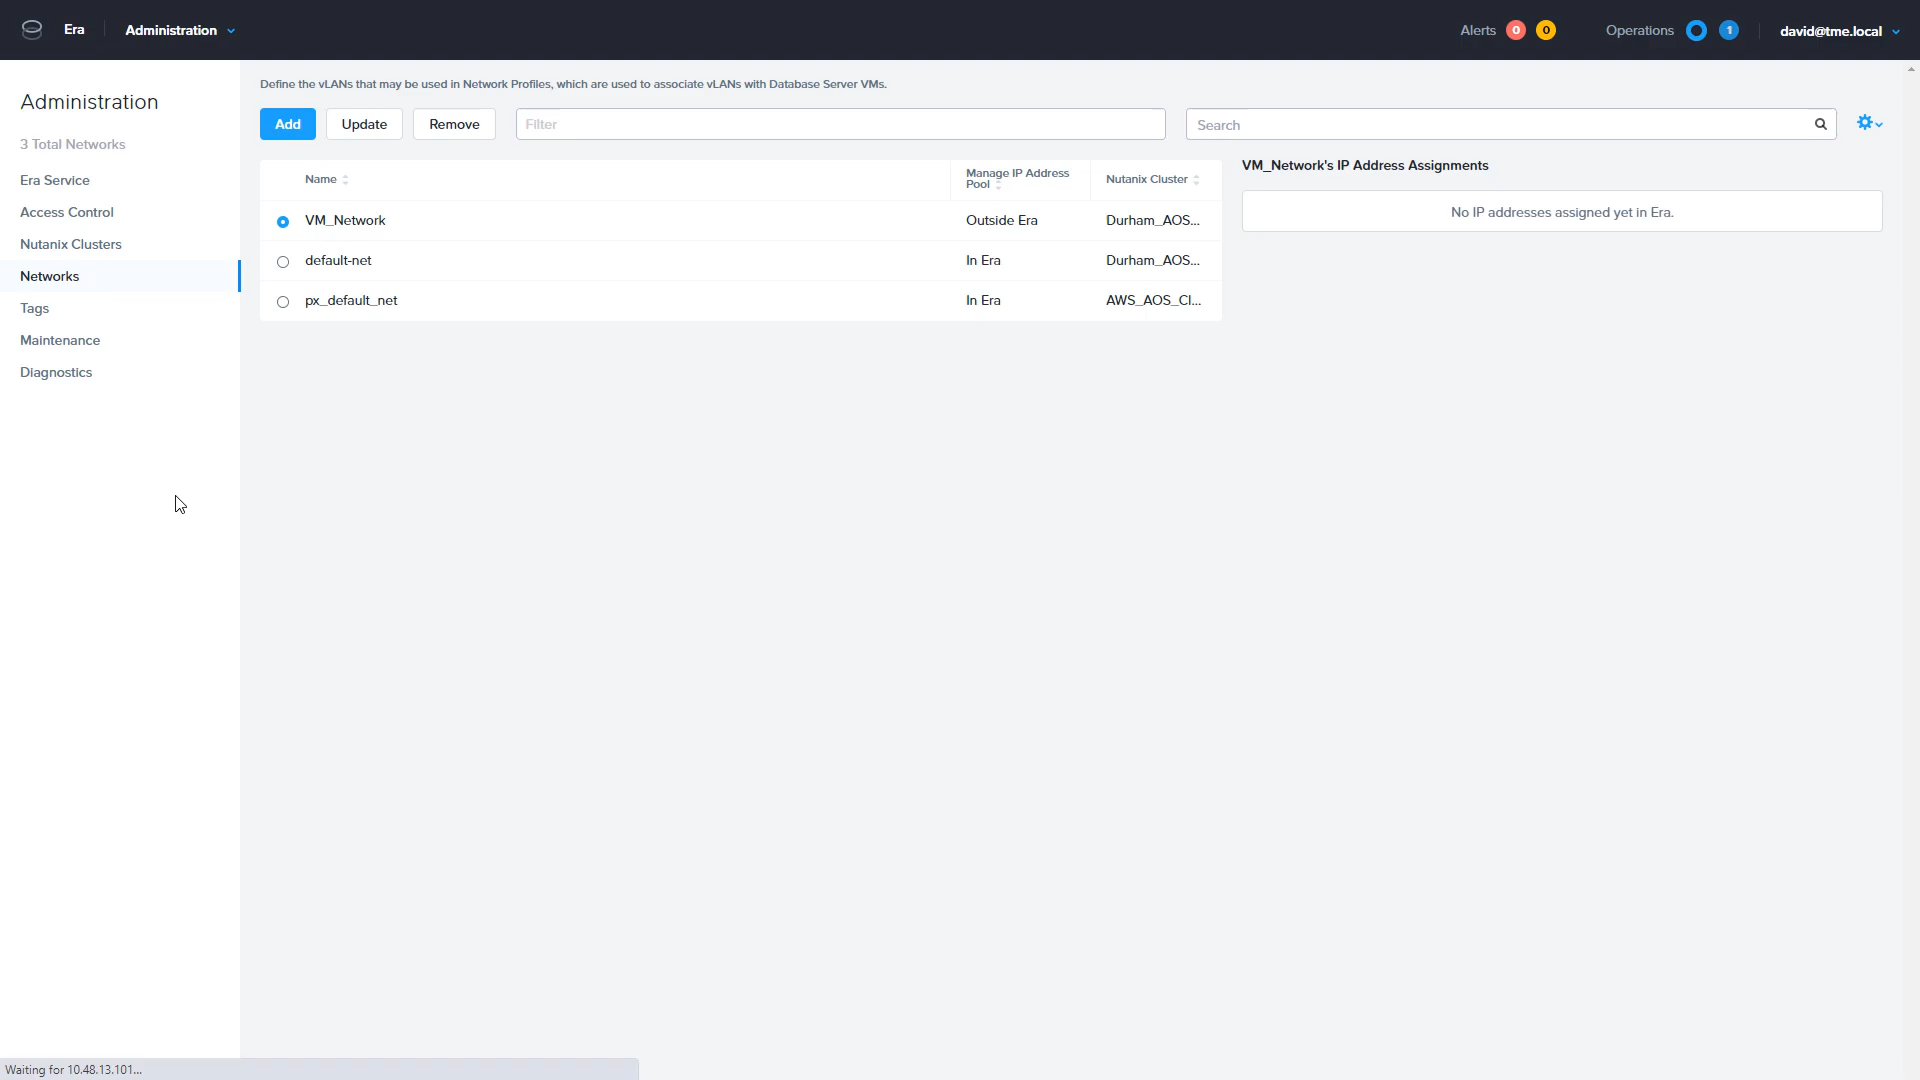 Era
Administration
Alerts 0 0
Operations 1
david@tme.local
Administration
3 Total Networks
Era Service
Access Control
Nutanix Clusters
Networks
Tags
Maintenance
Diagnostics
Define the vLANs that may be used in Network Profiles, which are used to associate vLANs with Database Server VMs.
Add
Update
Remove
Filter
Search
Name
Manage IP Address
Pool
Nutanix Cluster
VM_Network Outside Era Durham_AOS...
default-net In Era Durham_AOS...
px_default_net In Era AWS_AOS_Cl...
VM_Network's IP Address Assignments
No IP addresses assigned yet in Era.
Waiting for 10.48.13.101...